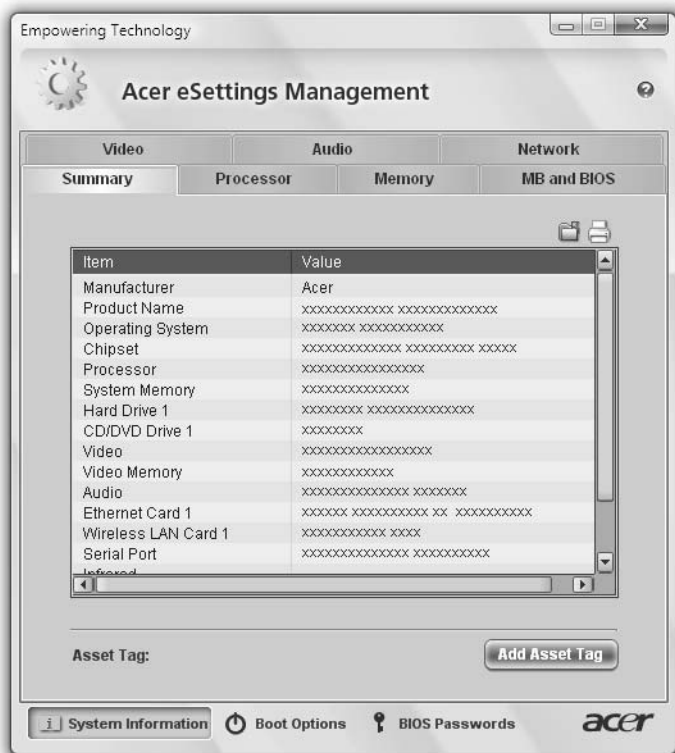 Empowering Technology
Acer eSettings Management
Video Audio Network
Summary Processor Memory MB and BIOS
Item Value
Manufacturer Acer
Product Name xxxxxxxxxxxx xxxxxxxxxxxxx
Operating System xxxxxxx xxxxxxxxxxx
Chipset xxxxxxxxxxxxx xxxxxxxxx xxxxx
Processor xxxxxxxxxxxxxxxx
System Memory xxxxxxxxxxxxxx
Hard Drive 1 xxxxxxxx xxxxxxxxxxxxxx
CD/DVD Drive 1 xxxxxxxx
Video xxxxxxxxxxxxxxxxx
Video Memory xxxxxxxxxxxx
Audio xxxxxxxxxxxxxx xxxxxxx
Ethernet Card 1 xxxxxx xxxxxxxxxx xx xxxxxxxxxx
Wireless LAN Card 1 xxxxxxxxxxx xxxx
Serial Port xxxxxxxxxxxxxx xxxxxxxxxx
Infrared
Asset Tag: Add Asset Tag
i System Information Boot Options BIOS Passwords acer